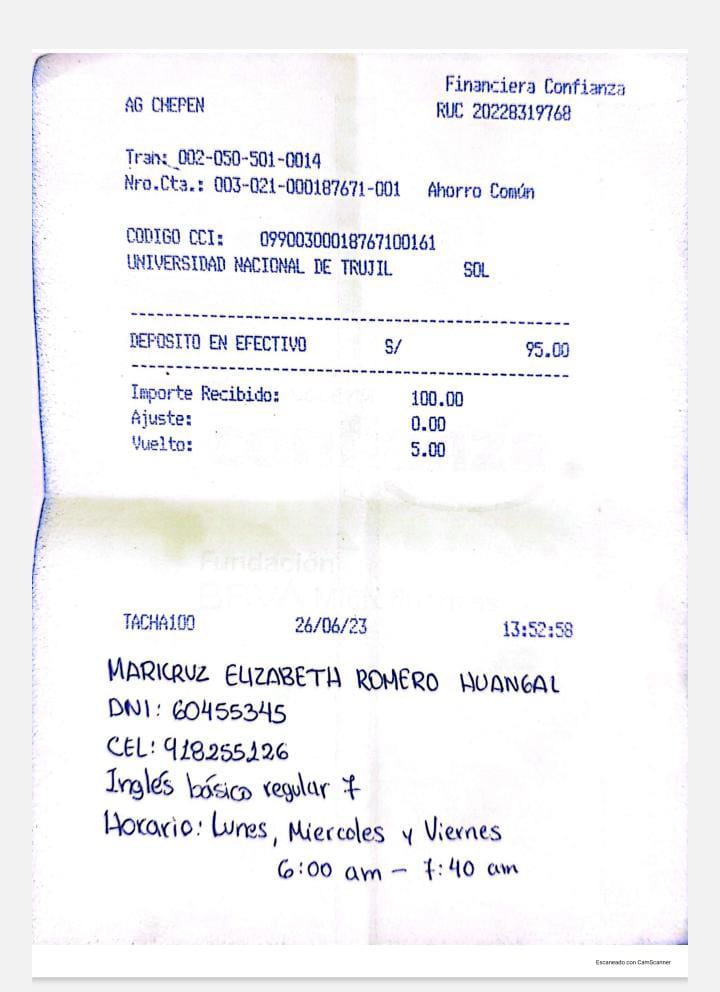 Financiera Confianza
AG CHEPEN
RUC 20228319768
Tran: 002-050-501-0014
Nro.Cta.: 003-021-000187671-001 Ahorro Común
CODIGO CCI: 09900300018767100161
UNIVERSIDAD NACIONAL DE TRUJIL SOL
DEPOSITO EN EFECTIVO S/ 95.00
Importe Recibido: 100.00
Ajuste: 0.00
Vuelto: 5.00
Fundación
TACHA100 26/06/23 13:52:58
MARICRUZ ELIZABETH ROMERO HUANGAL
DNI: 60455345
CEL: 918255126
Inglés básico regular 7
Horario: Lunes, Miercoles y Viernes
6:00 am - 7:40 am
Escaneado con CamScanner